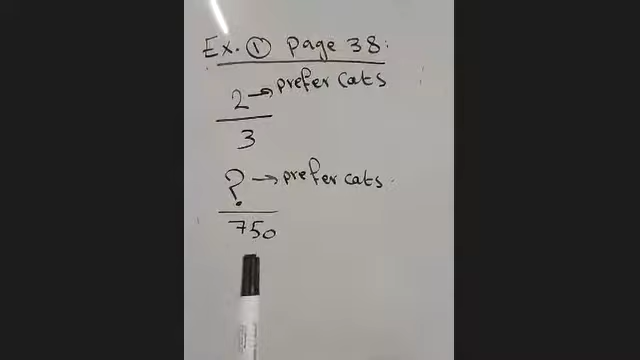 Ex. ① page 38:
2 → prefer cats
3
? → prefer cats.
750